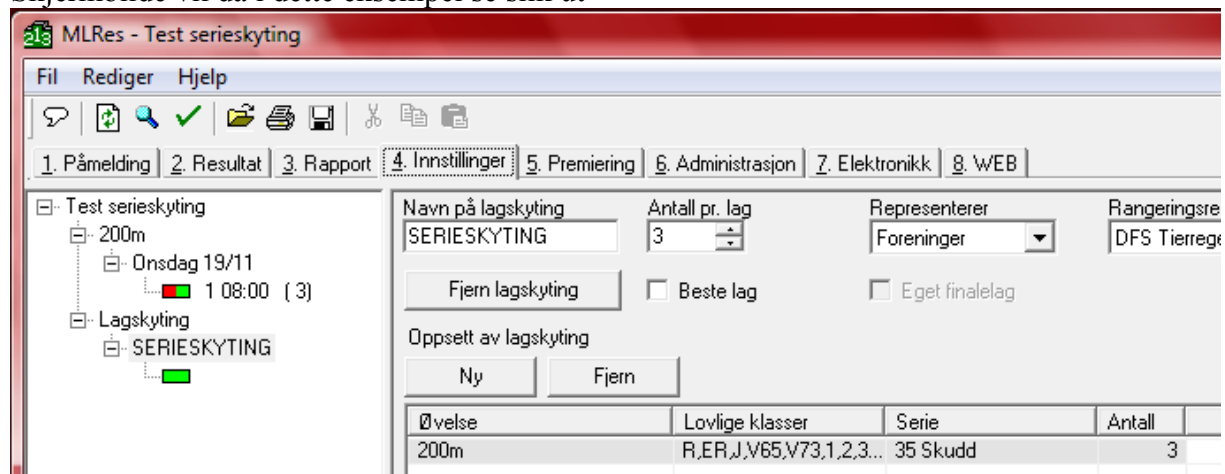 MLRes - Test serieskyting
Fil Rediger Hjelp
1. Påmelding 2. Resultat 3. Rapport 4. Innstillinger 5. Premiering 6. Administrasjon 7. Elektronikk 8. WEB
Test serieskyting
200m
Onsdag 19/11
1 08:00 ( 3)
Lagskyting
SERIESKYTING
Navn på lagskyting Antall pr. lag Representerer
SERIESKYTING 3 Foreninger DFS
Fjern lagskyting Beste lag Eget finalelag
Oppsett av lagskyting
Ny Fjern
Øvelse Lovlige klasser Serie Antall
200m R,ER,J,V65,V73,1,2,3... 35 Skudd 3